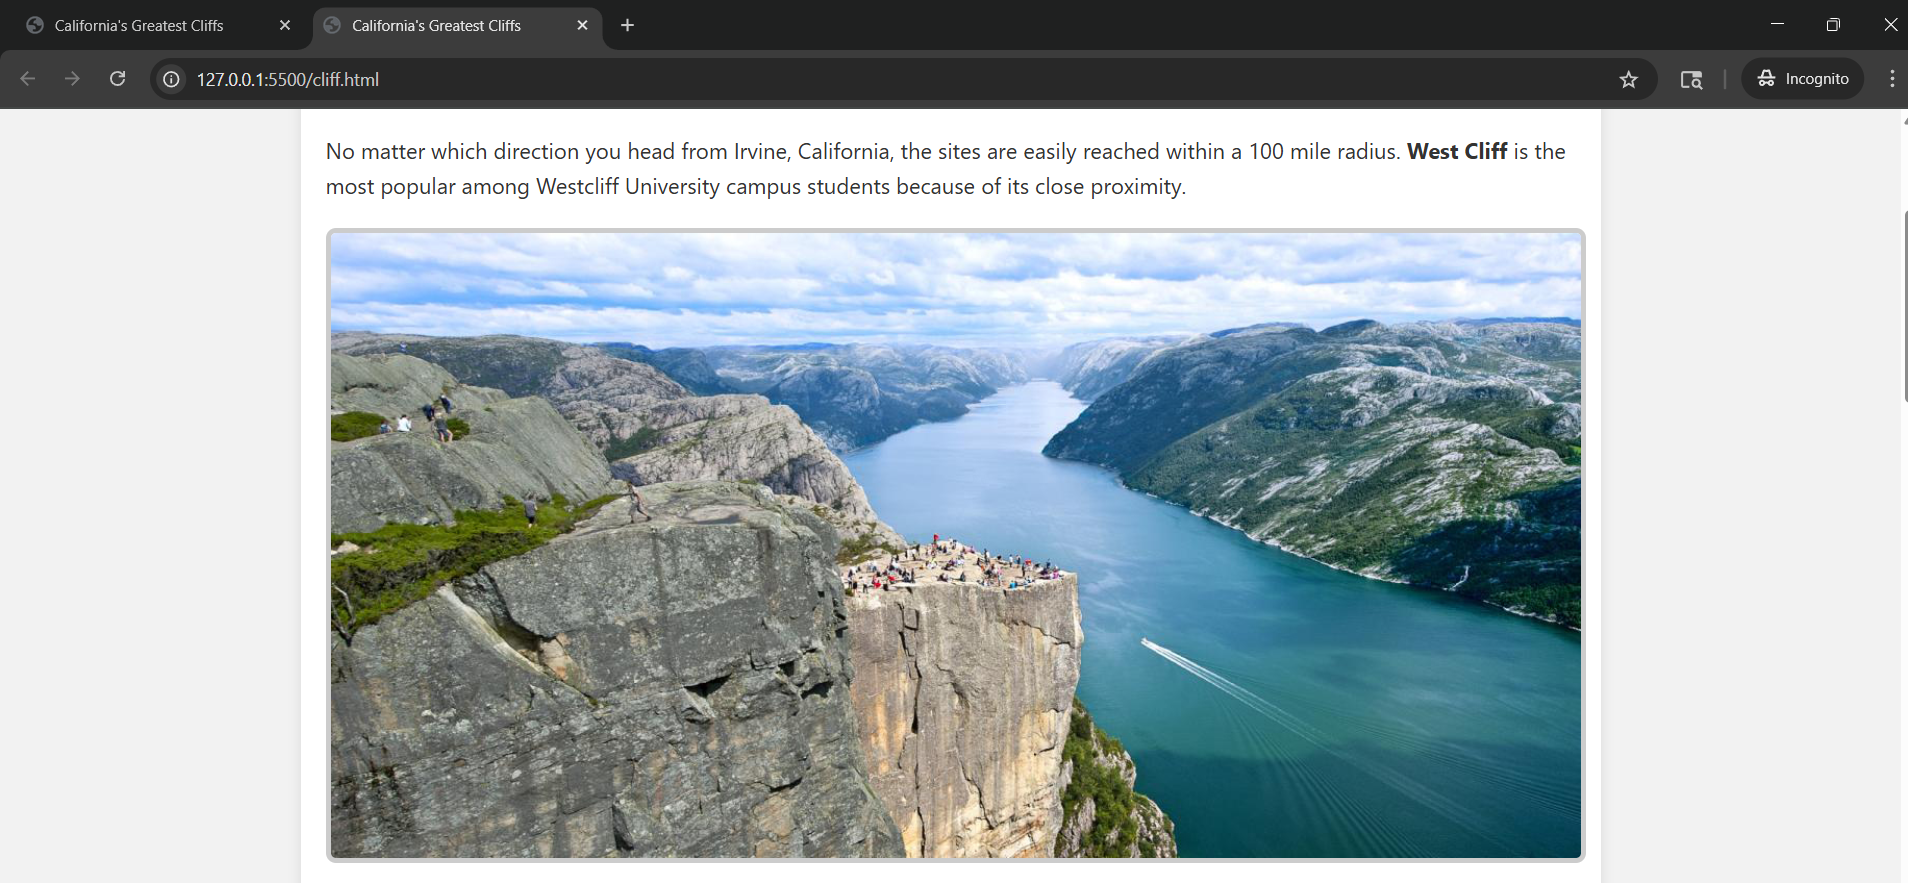 California's Greatest Cliffs
California's Greatest Cliffs
127.0.0.1:5500/cliff.html
Incognito
No matter which direction you head from Irvine, California, the sites are easily reached within a 100 mile radius. West Cliff is the
most popular among Westcliff University campus students because of its close proximity.